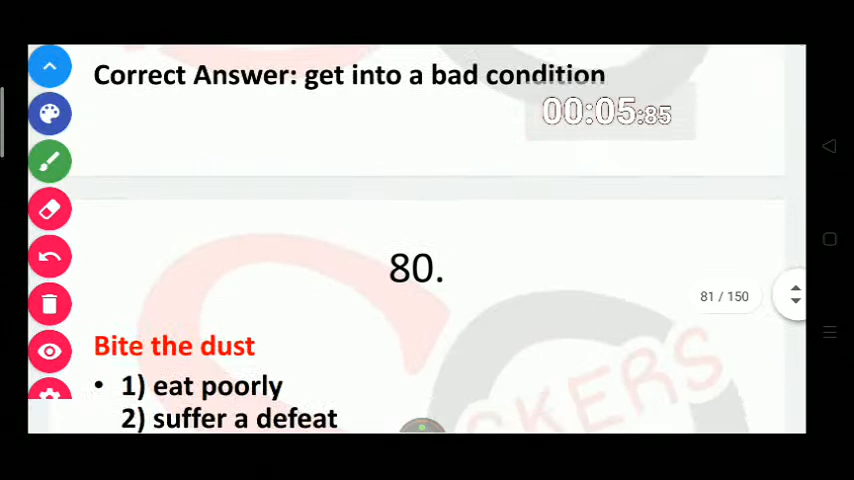 Correct Answer: get into a bad condition
00:05:85
80.
81 / 150
Bite the dust
• 1) eat poorly
2) suffer a defeat
KERS